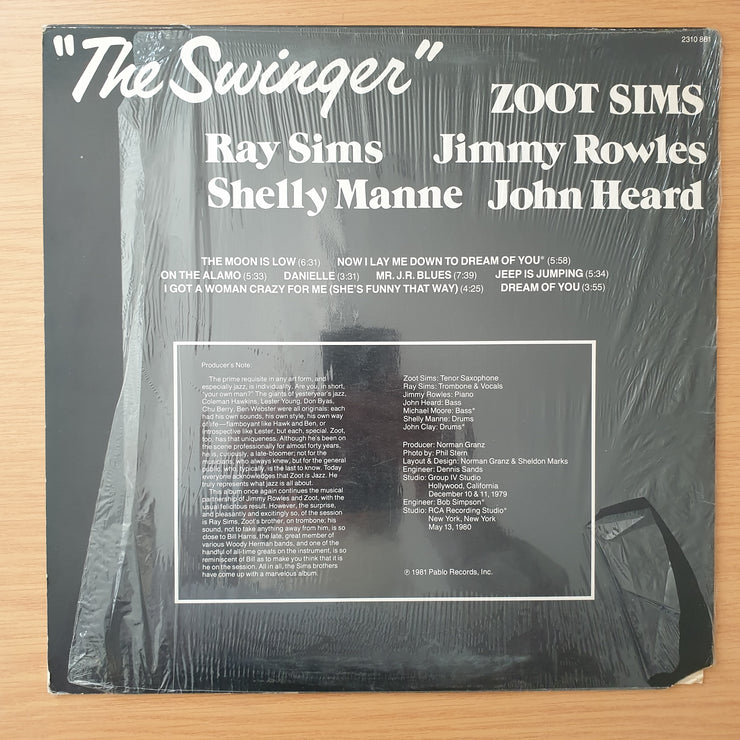 2310 881
"The Swinger"
ZOOT SIMS
Ray Sims Jimmy Rowles
Shelly Manne John Heard
THE MOON IS LOW (6:31) NOW I LAY ME DOWN TO DREAM OF YOU* (5:58)
ON THE ALAMO (5:33) DANIELLE (3:31) MR. J.R. BLUES (7:39) JEEP IS JUMPING (5:34)
I GOT A WOMAN CRAZY FOR ME (SHE'S FUNNY THAT WAY) (4:25) DREAM OF YOU (3:55)
Producer's Note:
The prime requisite in any art form, and
especially jazz, is individuality. Are you, in short,
"your own man?" The giants of yesteryear's jazz,
Coleman Hawkins, Lester Young, Don Byas,
Chu Berry, Ben Webster were all originals: each
had his own sounds, his own style, his own way
of life—flamboyant like Hawk and Ben, or
introspective like Lester, but each, special. Zoot,
too, has that uniqueness. Although he's been on
the scene professionally for almost forty years,
he is, curiously, a late-bloomer; not for the
musicians, who always knew, but for the general
public who, typically, is the last to know. Today
everyone acknowledges that Zoot is Jazz. He
truly represents what jazz is all about.
This album once again continues the musical
partnership of Jimmy Rowles and Zoot, with the
usual felicitous result. However, the surprise,
and pleasantly and excitingly so, of the session
is Ray Sims, Zoot's brother, on trombone; his
sound, not to take anything away from him, is so
close to Bill Harris, the late, great member of
various Woody Herman bands, and one of the
handful of all-time greats on the instrument, is so
reminiscent of Bill as to make you think that it is
he on the session. All in all, the Sims brothers
have come up with a marvelous album.
Zoot Sims: Tenor Saxophone
Ray Sims: Trombone & Vocals
Jimmy Rowles: Piano
John Heard: Bass
Michael Moore: Bass*
Shelly Manne: Drums
John Clay: Drums*
Producer: Norman Granz
Photo by: Phil Stern
Layout & Design: Norman Granz & Sheldon Marks
Engineer: Dennis Sands
Studio: Group IV Studio
Hollywood, California
December 10 & 11, 1979
Engineer: Bob Simpson*
Studio: RCA Recording Studio*
New York, New York
May 13, 1980
℗ 1981 Pablo Records, Inc.